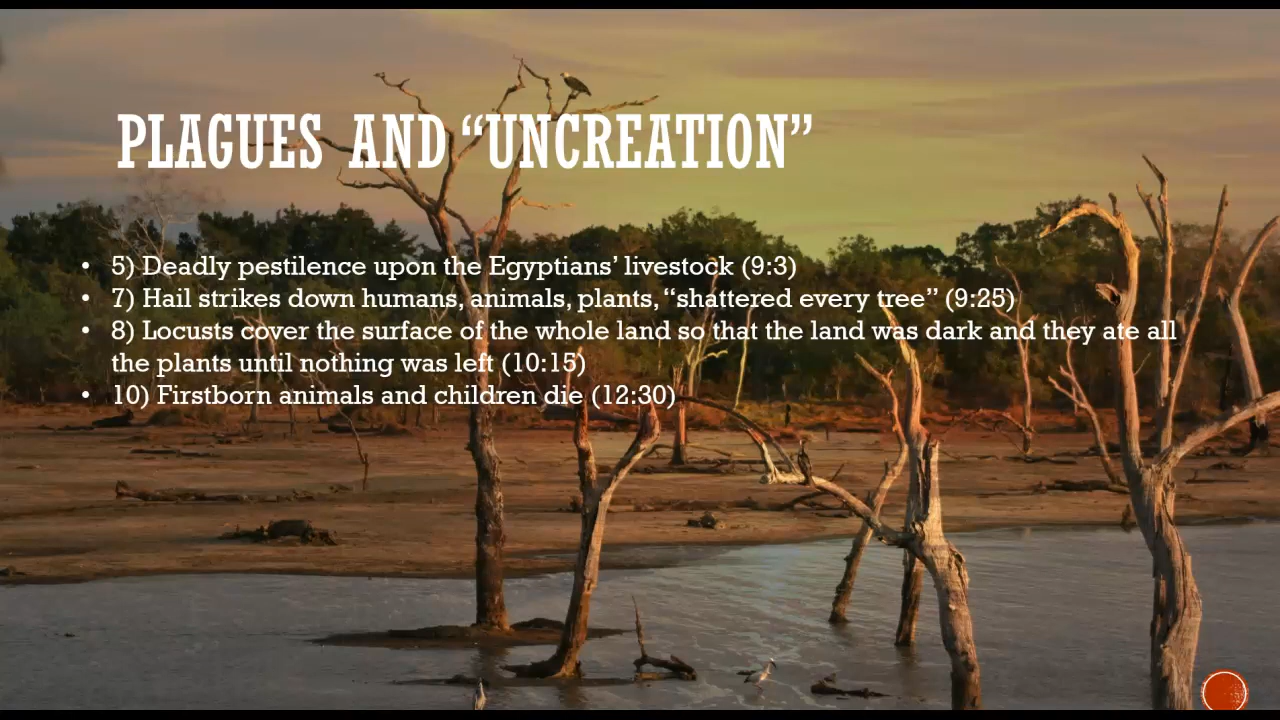 PLAGUES AND “UNCREATION”
• 5) Deadly pestilence upon the Egyptians’ livestock (9:3)
• 7) Hail strikes down humans, animals, plants, “shattered every tree” (9:25)
• 8) Locusts cover the surface of the whole land so that the land was dark and they ate all
the plants until nothing was left (10:15)
• 10) Firstborn animals and children die (12:30)